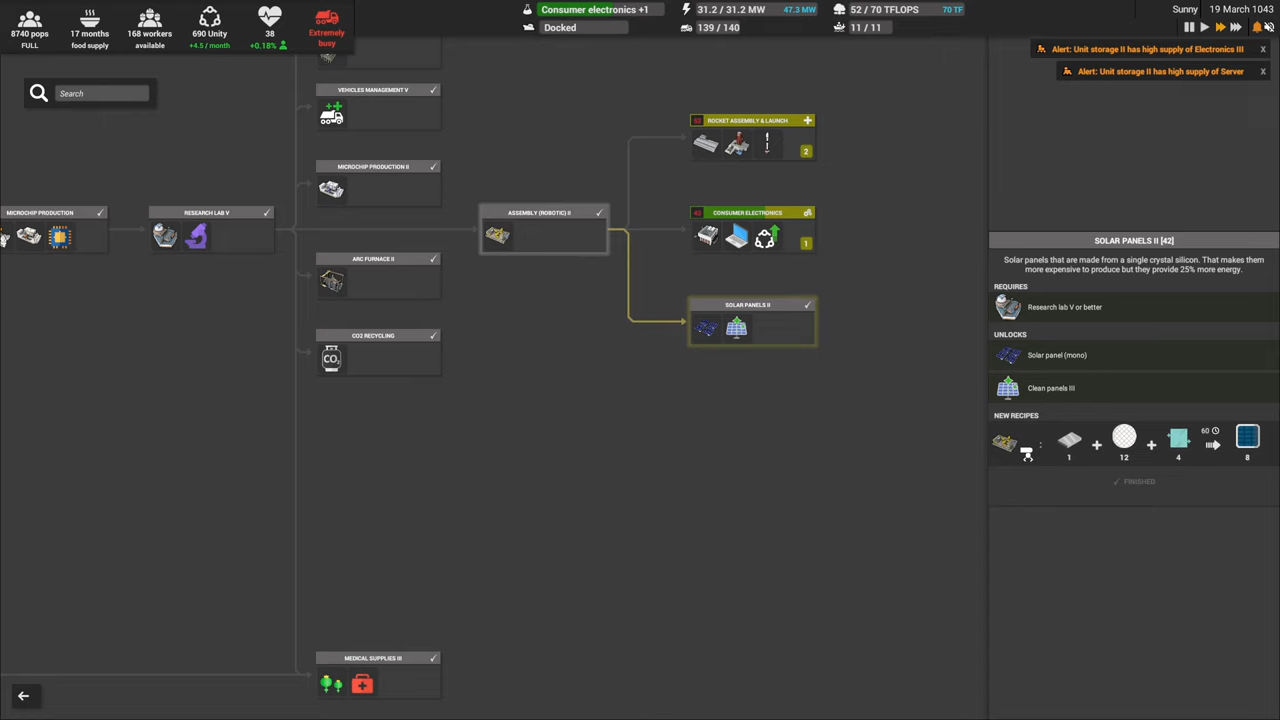 8740 pops
FULL
17 months
food supply
168 workers
available
690 Unity
+4.5 / month
38
+0.18%
Extremely
busy
Consumer electronics +1
Docked
31.2 / 31.2 MW
47.3 MW
139 / 140
52 / 70 TFLOPS
70 TF
11 / 11
Sunny
19 March 1043
Alert: Unit storage II has high supply of Electronics III
X
Alert: Unit storage II has high supply of Server
X
Search
VEHICLES MANAGEMENT V
MICROCHIP PRODUCTION II
MICROCHIP PRODUCTION
RESEARCH LAB V
ARC FURNACE II
CO2 RECYCLING
CO2
MEDICAL SUPPLIES III
ASSEMBLY (ROBOTIC) II
ROCKET ASSEMBLY & LAUNCH
2
CONSUMER ELECTRONICS
1
SOLAR PANELS II
SOLAR PANELS II [42]
Solar panels that are made from a single crystal silicon. That makes them
more expensive to produce but they provide 25% more energy.
REQUIRES
Research lab V or better
UNLOCKS
Solar panel (mono)
Clean panels III
NEW RECIPES
:
1
+
12
+
4
60
8
FINISHED